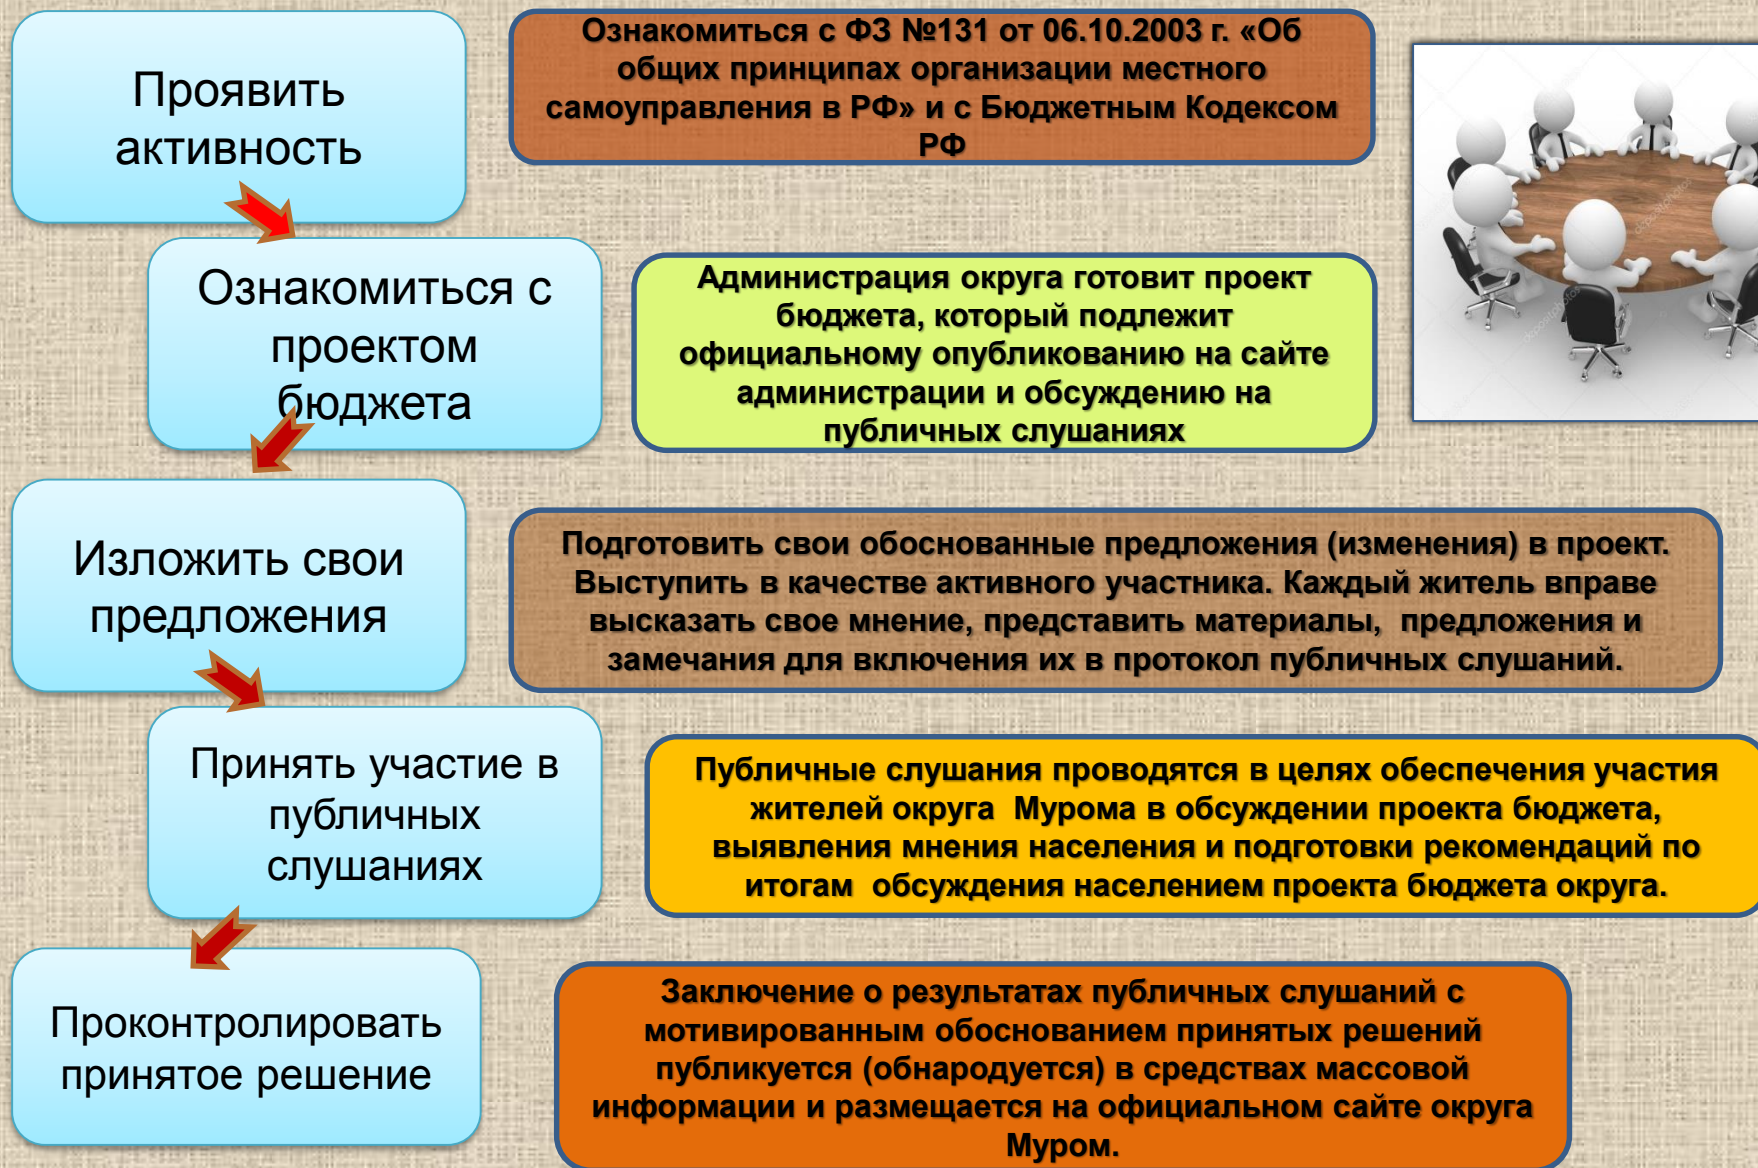 Проявить
активность
Ознакомиться с ФЗ №131 от 06.10.2003 г. «Об
общих принципах организации местного
самоуправления в РФ» и с Бюджетным Кодексом
РФ
Ознакомиться с
проектом
бюджета
Администрация округа готовит проект
бюджета, который подлежит
официальному опубликованию на сайте
администрации и обсуждению на
публичных слушаниях
Изложить свои
предложения
Подготовить свои обоснованные предложения (изменения) в проект.
Выступить в качестве активного участника. Каждый житель вправе
высказать свое мнение, представить материалы, предложения и
замечания для включения их в протокол публичных слушаний.
Принять участие в
публичных
слушаниях
Публичные слушания проводятся в целях обеспечения участия
жителей округа Мурома в обсуждении проекта бюджета,
выявления мнения населения и подготовки рекомендаций по
итогам обсуждения населением проекта бюджета округа.
Проконтролировать
принятое решение
Заключение о результатах публичных слушаний с
мотивированным обоснованием принятых решений
публикуется (обнародуется) в средствах массовой
информации и размещается на официальном сайте округа
Муром.